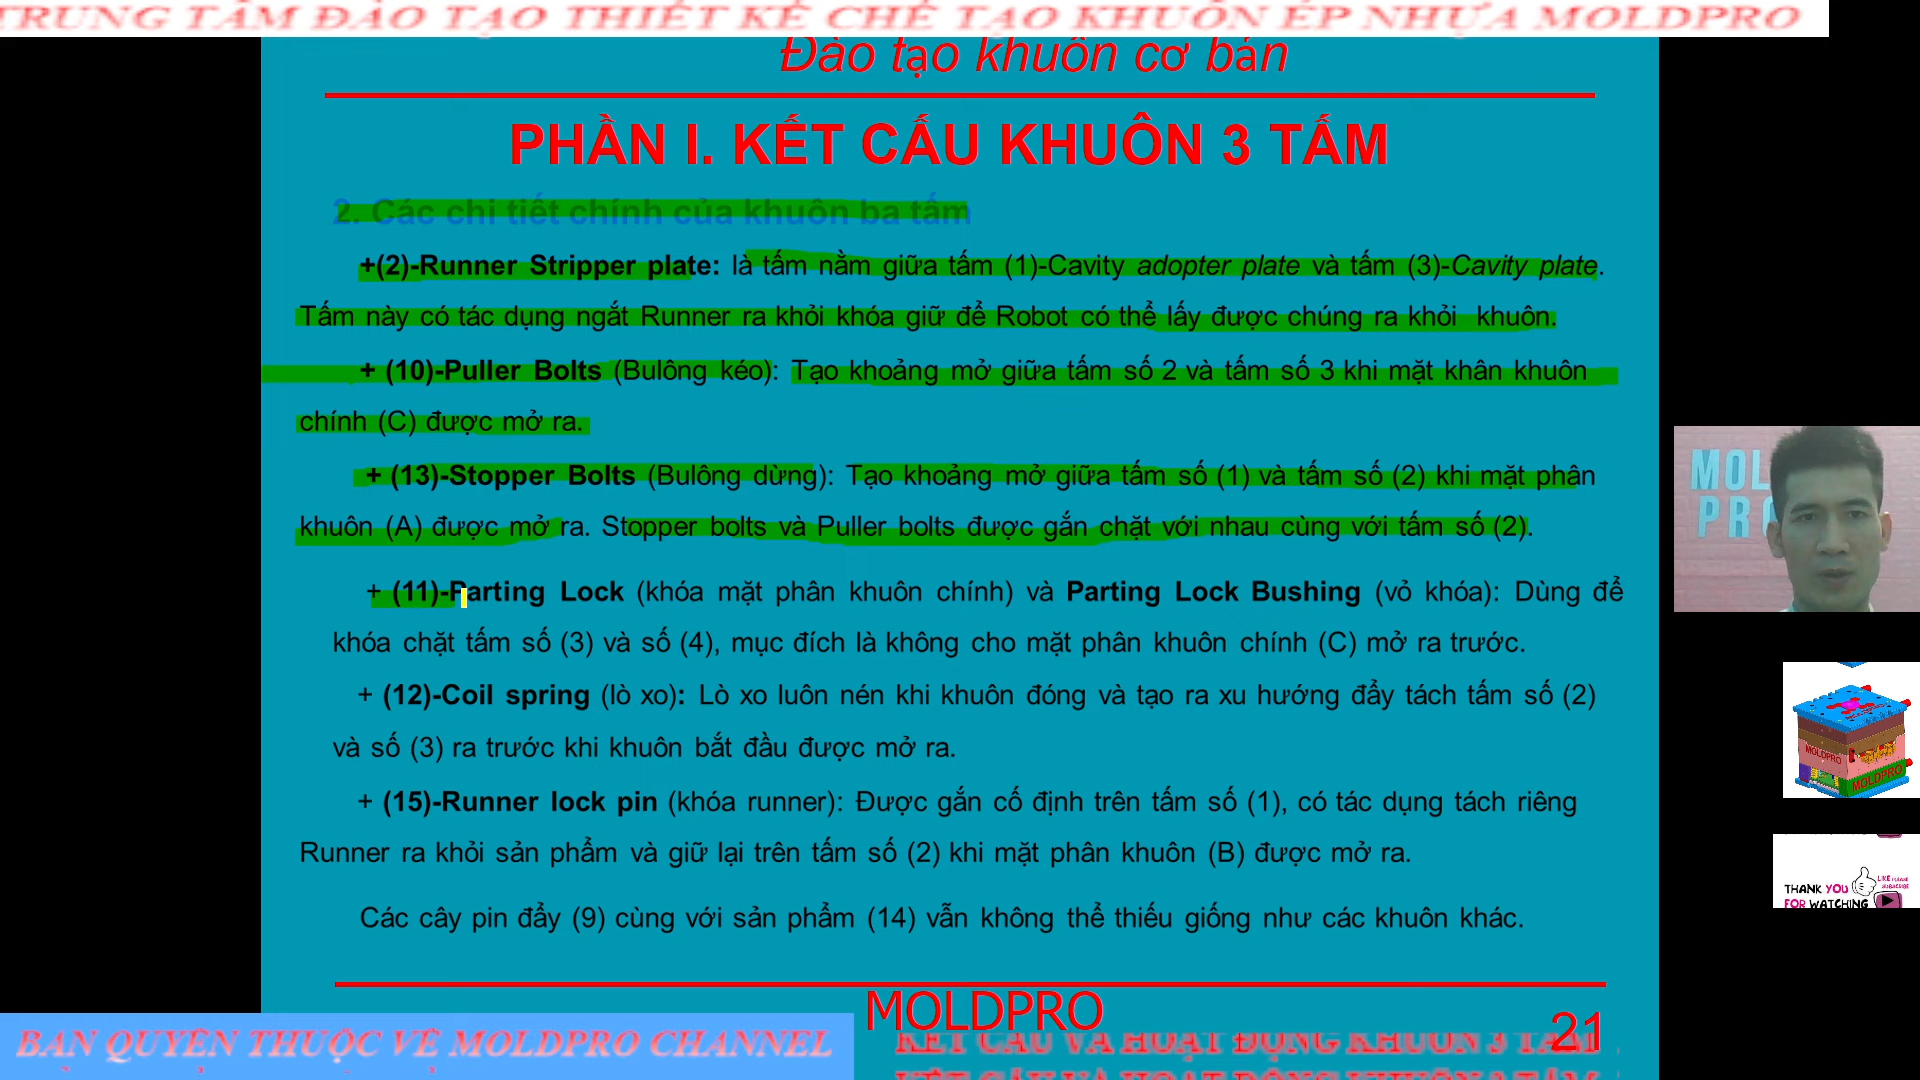 TRUNG TÂM ĐÀO TẠO THIẾT KẾ CHẾ TẠO KHUÔN ÉP NHỰA MOLDPRO
Đào tạo khuôn cơ bản
PHẦN I. KẾT CẤU KHUÔN 3 TẤM
2. Các chi tiết chính của khuôn ba tấm
+(2)-Runner Stripper plate: là tấm nằm giữa tấm (1)-Cavity adopter plate và tấm (3)-Cavity plate.
Tấm này có tác dụng ngắt Runner ra khỏi khóa giữ để Robot có thể lấy được chúng ra khỏi khuôn.
+ (10)-Puller Bolts (Bulông kéo): Tạo khoảng mở giữa tấm số 2 và tấm số 3 khi mặt khân khuôn
chính (C) được mở ra.
+ (13)-Stopper Bolts (Bulông dừng): Tạo khoảng mở giữa tấm số (1) và tấm số (2) khi mặt phân
khuôn (A) được mở ra. Stopper bolts và Puller bolts được gắn chặt với nhau cùng với tấm số (2).
+ (11)-Parting Lock (khóa mặt phân khuôn chính) và Parting Lock Bushing (vỏ khóa): Dùng để
khóa chặt tấm số (3) và số (4), mục đích là không cho mặt phân khuôn chính (C) mở ra trước.
+ (12)-Coil spring (lò xo): Lò xo luôn nén khi khuôn đóng và tạo ra xu hướng đẩy tách tấm số (2)
và số (3) ra trước khi khuôn bắt đầu được mở ra.
+ (15)-Runner lock pin (khóa runner): Được gắn cố định trên tấm số (1), có tác dụng tách riêng
Runner ra khỏi sản phẩm và giữ lại trên tấm số (2) khi mặt phân khuôn (B) được mở ra.
Các cây pin đẩy (9) cùng với sản phẩm (14) vẫn không thể thiếu giống như các khuôn khác.
MOLDPRO
21
BẢN QUYỀN THUỘC VỀ MOLDPRO CHANNEL
KẾT CẤU VÀ HOẠT ĐỘNG KHUÔN 3 TẤM
MOL
PRO
MOLDPRO
MOLDPRO
THANK YOU
FOR WATCHING